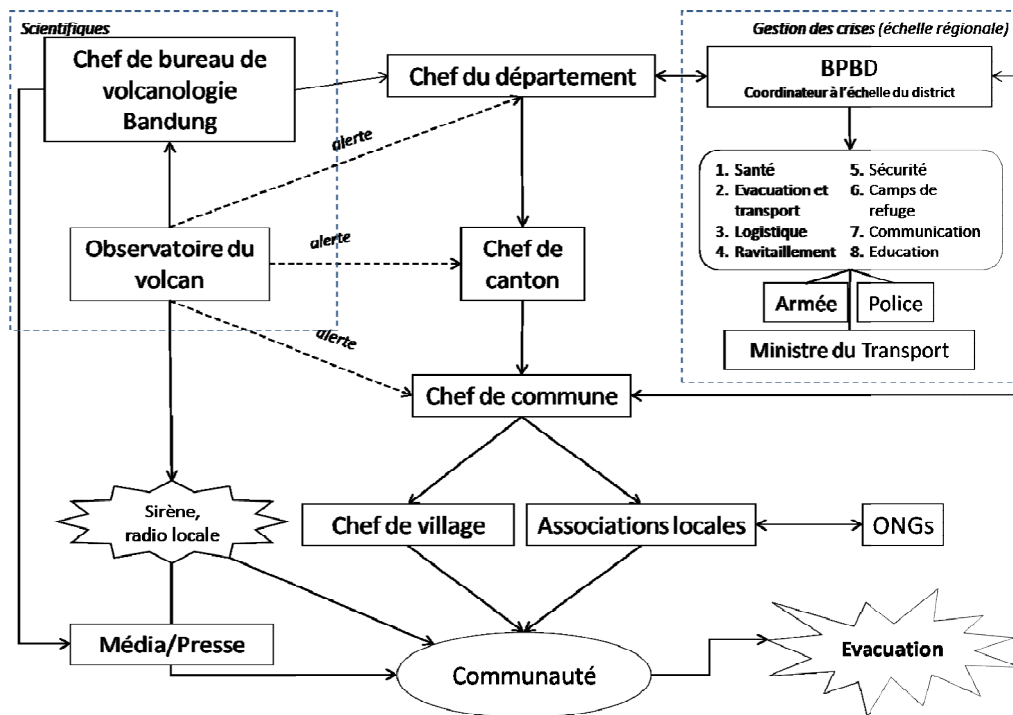 Scientifiques
Chef de bureau de
volcanologie
Bandung
Chef du département
Gestion des crises (échelle régionale)
BPBD
Coordinateur à l'échelle du district
alerte
1. Santé
2. Evacuation et
transport
3. Logistique
4. Ravitaillement
5. Sécurité
6. Camps de
refuge
7. Communication
8. Education
Observatoire du
volcan
alerte
Chef de
canton
Armée
Police
Ministre du Transport
alerte
Chef de commune
Sirène,
radio locale
Chef de village
Associations locales
ONGs
Média/Presse
Communauté
Evacuation